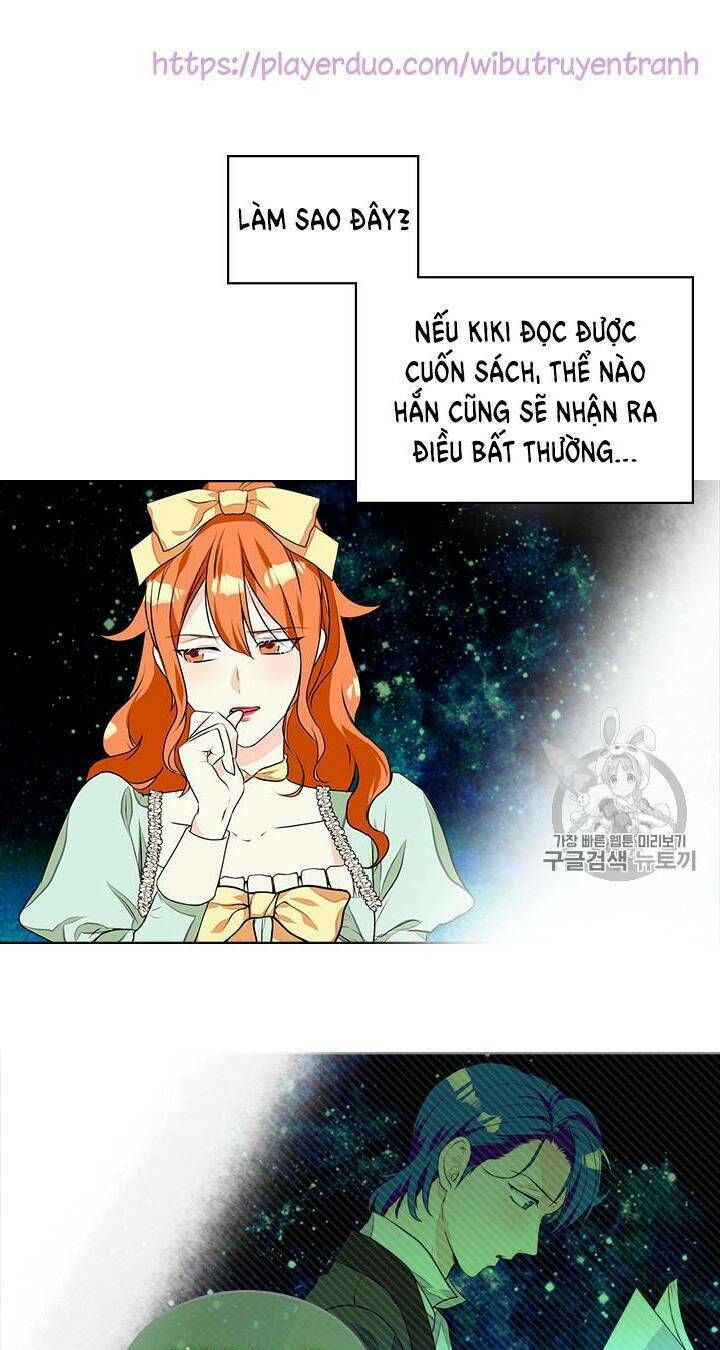 https://playerduo.com/wibutruyentranh
LÀM SAO ĐÂY?
NẾU KIKI ĐỌC ĐƯỢC
CUỐN SÁCH, THỂ NÀO
HẮN CŨNG SẼ NHẬN RA
ĐIỀU BẤT THƯỜNG...
가장 빠른 웹툰 미리보기
구글검색 뉴토끼